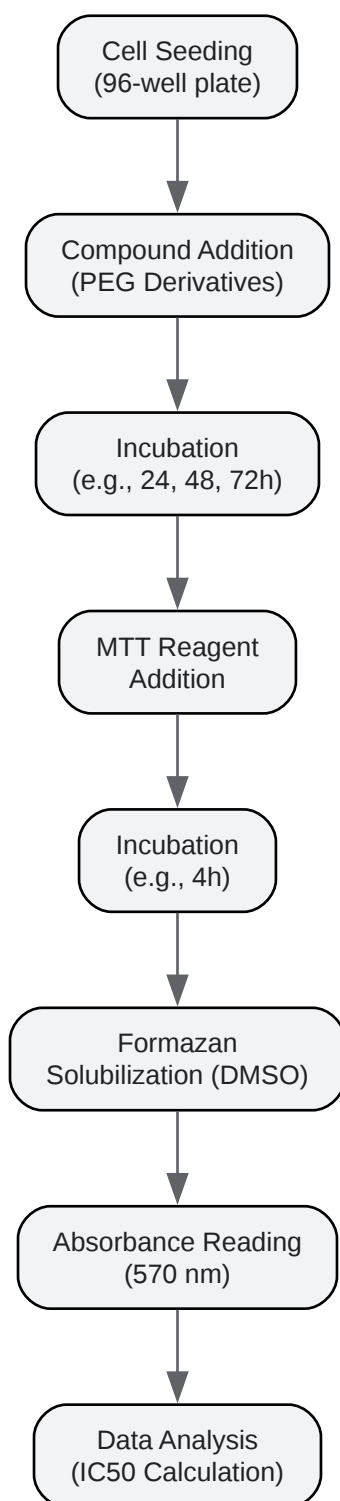 Cell Seeding
(96-well plate)
Compound Addition
(PEG Derivatives)
Incubation
(e.g., 24, 48, 72h)
MTT Reagent
Addition
Incubation
(e.g., 4h)
Formazan
Solubilization (DMSO)
Absorbance Reading
(570 nm)
Data Analysis
(IC50 Calculation)